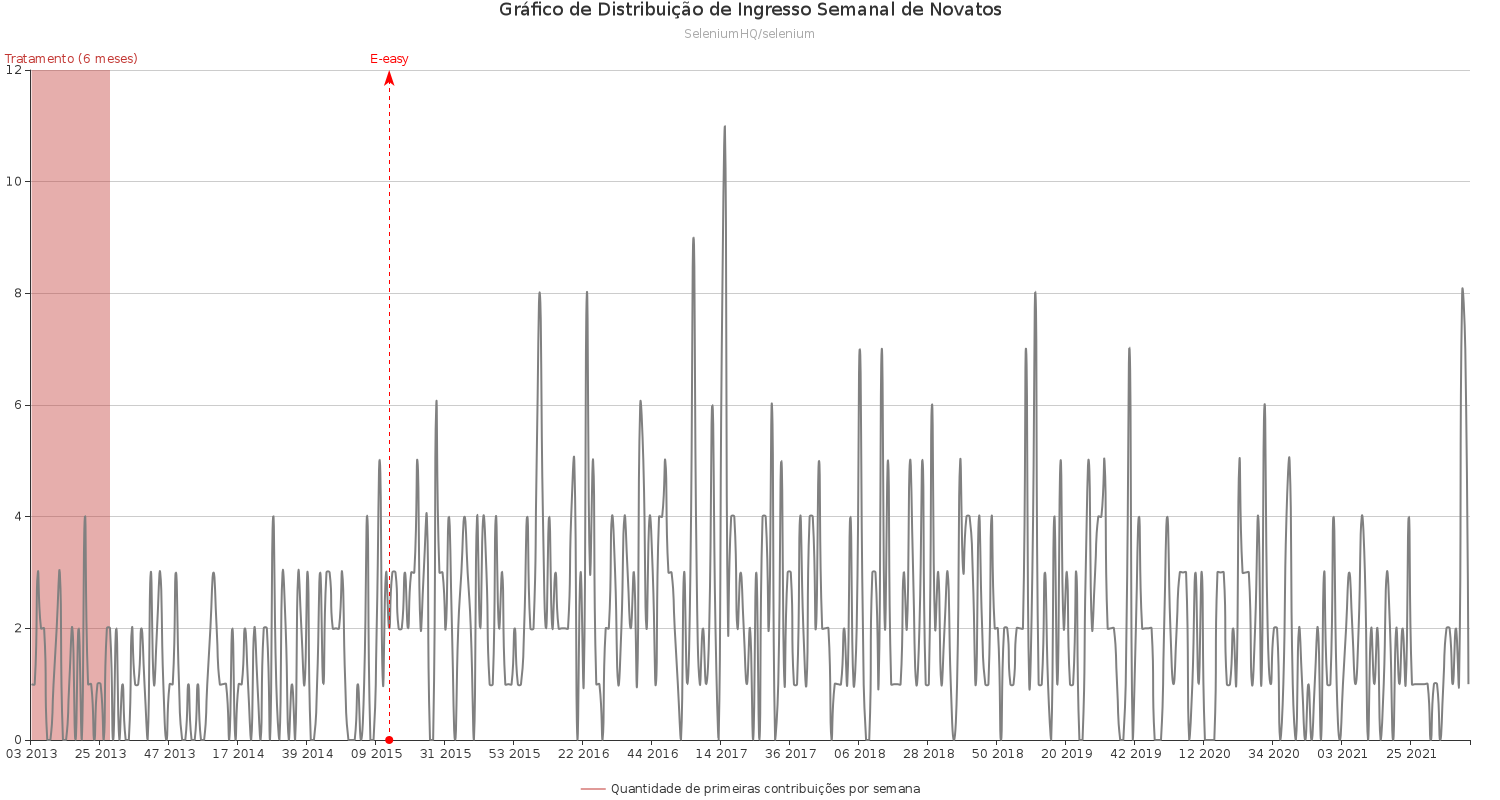 Gráfico de Distribuição de Ingresso Semanal de Novatos
SeleniumHQ/selenium
Tratamento (6 meses)
E-easy
12
10
8
6
4
2
0
03 2013 25 2013 47 2013 17 2014 39 2014 09 2015 31 2015 53 2015 22 2016 44 2016 14 2017 36 2017 06 2018 28 2018 50 2018 20 2019 42 2019 12 2020 34 2020 03 2021 25 2021
Quantidade de primeiras contribuições por semana